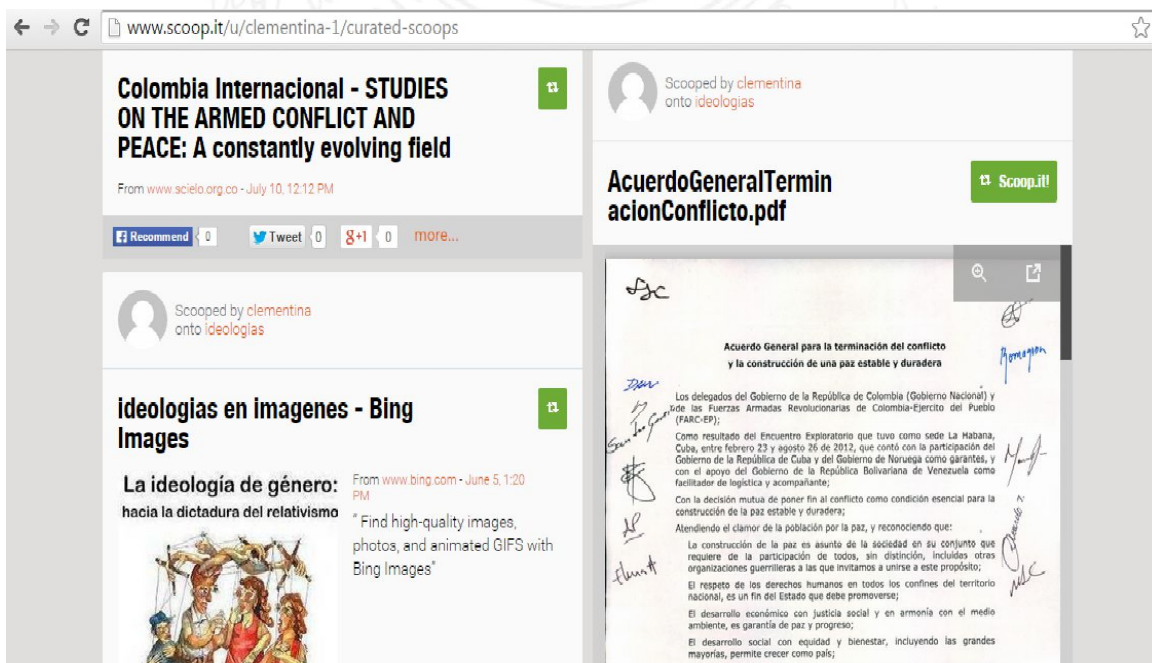 www.scoop.it/u/clementina-1/curated-scoops
Colombia Internacional - STUDIES
ON THE ARMED CONFLICT AND
PEACE: A constantly evolving field
From www.scielo.org.co - July 10, 12:12 PM
Recommend 0 Tweet 0 g+1 0 more...
Scooped by clementina
onto ideologias
ideologias en imagenes - Bing
Images
La ideología de género:
hacia la dictadura del relativismo
From www.bing.com - June 5, 1:20
PM
" Find high-quality images,
photos, and animated GIFS with
Bing Images"
Scooped by clementina
onto ideologias
AcuerdoGeneralTermin
acionConflicto.pdf
Scoop.it!
Acuerdo General para la terminación del conflicto
y la construcción de una paz estable y duradera
Los delegados del Gobierno de la República de Colombia (Gobierno Nacional) y
de las Fuerzas Armadas Revolucionarias de Colombia-Ejercito del Pueblo
(FARC-EP);
Como resultado del Encuentro Exploratorio que tuvo como sede La Habana,
Cuba, entre febrero 23 y agosto 26 de 2012, que contó con la participación del
Gobierno de la República de Cuba y del Gobierno de Noruega como garantes, y
con el apoyo del Gobierno de la República Bolivariana de Venezuela como
facilitador de logística y acompañante;
Con la decisión mutua de poner fin al conflicto como condición esencial para la
construcción de la paz estable y duradera;
Atendiendo el clamor de la población por la paz, y reconociendo que:
La construcción de la paz es asunto de la sociedad en su conjunto que
requiere de la participación de todos, sin distinción, incluidas otras
organizaciones guerrilleras a las que invitamos a unirse a este propósito;
El respeto de los derechos humanos en todos los confines del territorio
nacional, es un fin del Estado que debe promoverse;
El desarrollo económico con justicia social y en armonía con el medio
ambiente, es garantía de paz y progreso;
El desarrollo social con equidad y bienestar, incluyendo las grandes
mayorías, permite crecer como país;